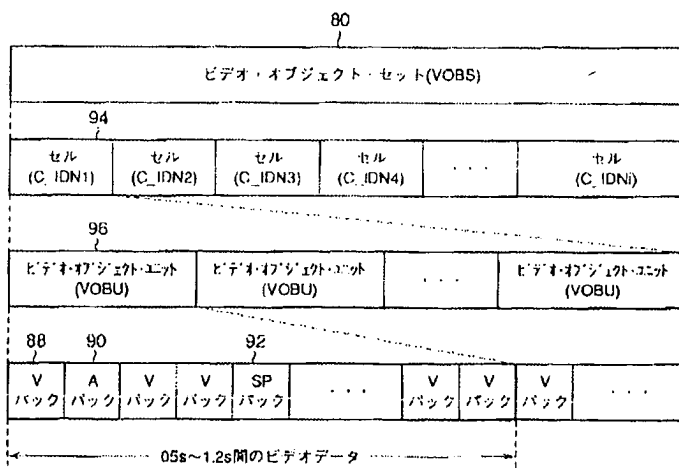 80
ビデオ・オブジェクト・セット(VOBS)
94
セル
(C_IDN1)
セル
(C_IDN2)
セル
(C_IDN3)
セル
(C_IDN4)
・・・
セル
(C_IDNi)
96
ビデオ・オブジェクト・ユニット
(VOBU)
ビデオ・オブジェクト・ユニット
(VOBU)
・・・
ビデオ・オブジェクト・ユニット
(VOBU)
88
90
92
V
パック
A
パック
V
パック
V
パック
SP
パック
・・・
V
パック
V
パック
V
パック
・・・
05s～1.2s間のビデオデータ